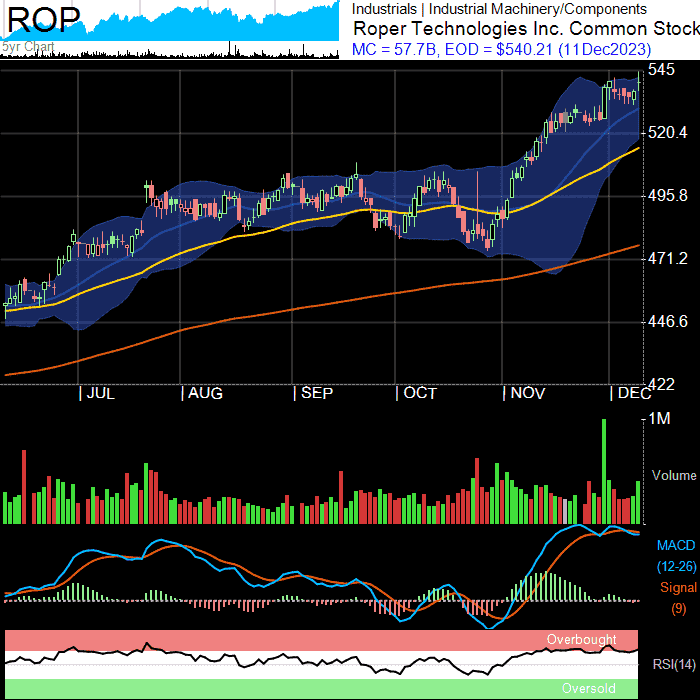 ROP
5yr Chart
Industrials | Industrial Machinery/Components
Roper Technologies Inc. Common Stock
MC = 57.7B, EOD = $540.21 (11Dec2023)
545
520.4
495.8
471.2
446.6
422
| JUL | AUG | SEP | OCT | NOV | DEC
1M
Volume
MACD
(12-26)
Signal
(9)
Overbought
RSI(14)
Oversold